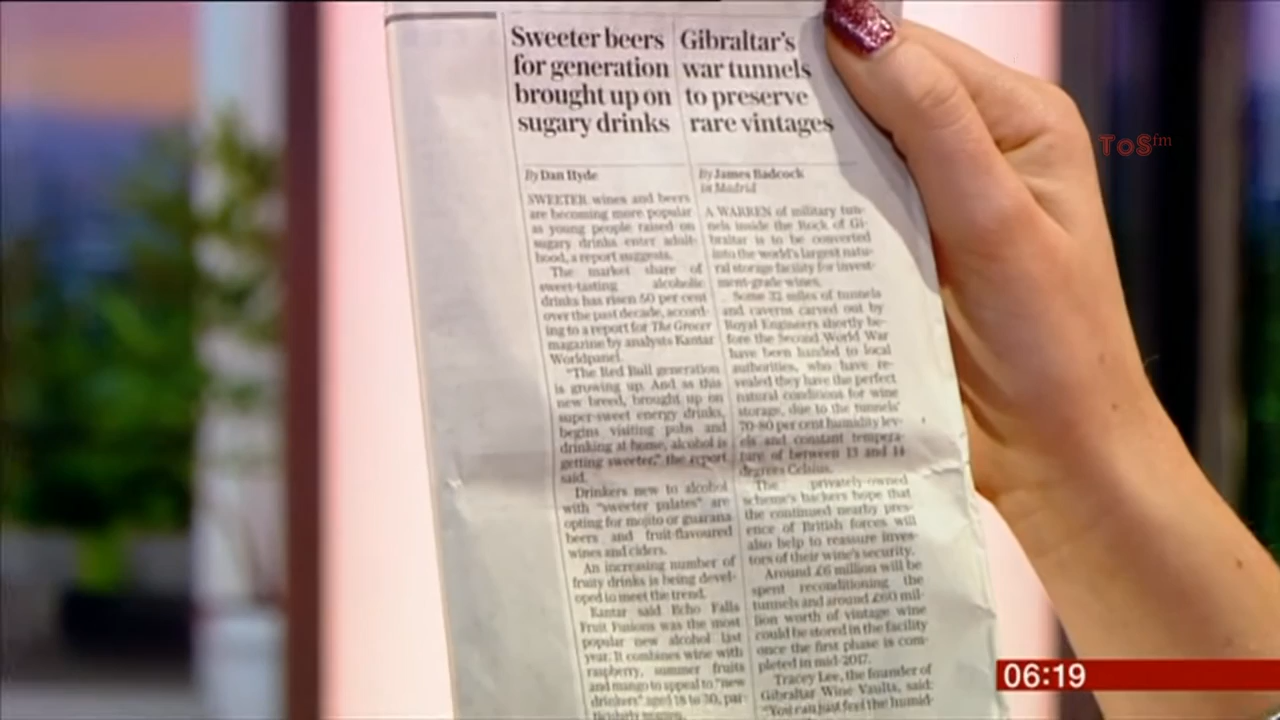 Sweeter beers
for generation
brought up on
sugary drinks
By Dan Hyde
SWEETER wines and beers
are becoming more popular
as young people raised on
sugary drinks enter adult-
hood, a report suggests.
The market share of
sweet-tasting alcoholic
drinks has risen 50 per cent
over the past decade, accord-
ing to a report for The Grocer
magazine by analysts Kantar
Worldpanel.
"The Red Bull generation
is growing up. And as this
new breed, brought up on
super-sweet energy drinks,
begins visiting pubs and
drinking at home, alcohol is
getting sweeter," the report
said.
Drinkers new to alcohol
with "sweeter palates" are
opting for mojito or guarana
beers and fruit-flavoured
wines and ciders.
An increasing number of
fruity drinks is being devel-
oped to meet the trend.
Kantar said Echo Falls
Fruit Fusions was the most
popular new alcohol last
year. It combines wine with
raspberry, summer fruits
and mango to appeal to "new
drinkers" aged 18 to 30, par-
ticularly women.
Gibraltar's
war tunnels
to preserve
rare vintages
By James Badcock
in Madrid
A WARREN of military tun-
nels inside the Rock of Gi-
braltar is to be converted
into the world's largest natu-
ral storage facility for invest-
ment-grade wines.
Some 32 miles of tunnels
and caverns carved out by
Royal Engineers shortly be-
fore the Second World War
have been handed to local
authorities, who have re-
vealed they have the perfect
natural conditions for wine
storage, due to the tunnels'
70-80 per cent humidity lev-
els and constant tempera-
ture of between 13 and 14
degrees Celsius.
The privately-owned
scheme's backers hope that
the continued nearby pres-
ence of British forces will
also help to reassure inves-
tors of their wine's security.
Around £6 million will be
spent reconditioning the
tunnels and around £60 mil-
lion worth of vintage wine
could be stored in the facility
once the first phase is com-
pleted in mid-2017.
Tracey Lee, the founder of
Gibraltar Wine Vaults, said:
"You can just feel the humid-
ToSfm
06:19